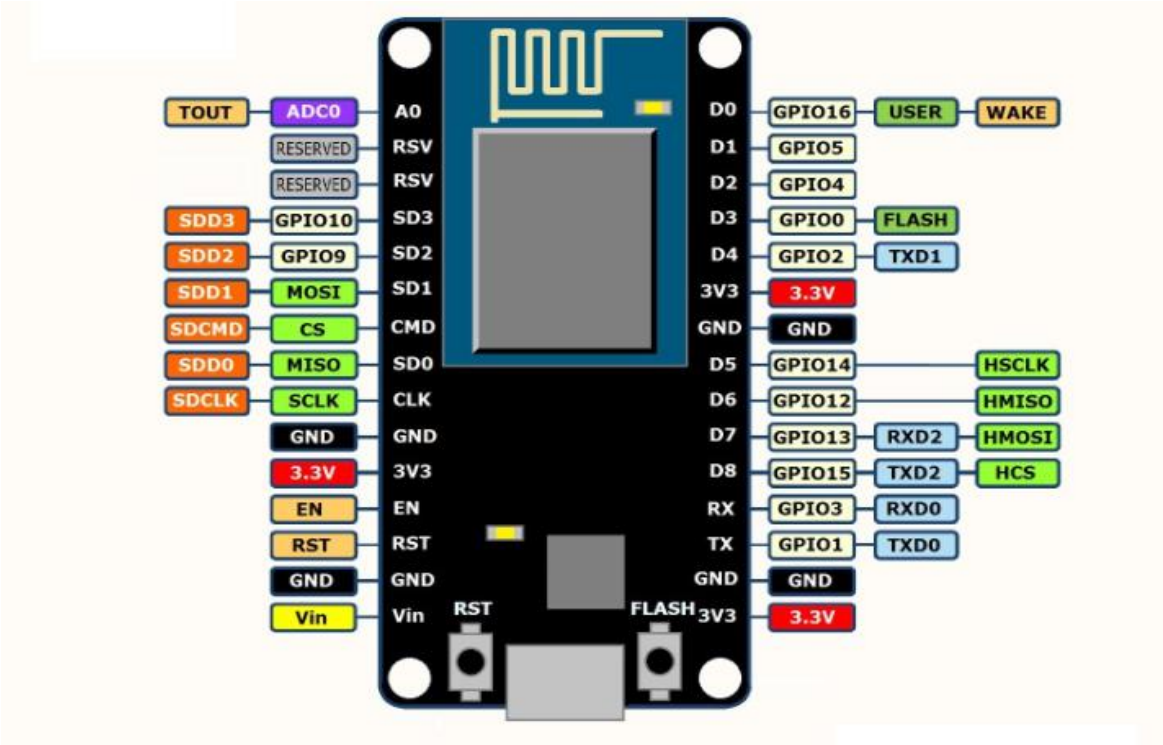 TOUT ADC0 A0 D0 GPIO16 USER WAKE
RESERVED RSV D1 GPIO5
RESERVED RSV D2 GPIO4
SDD3 GPIO10 SD3 D3 GPIO0 FLASH
SDD2 GPIO9 SD2 D4 GPIO2 TXD1
SDD1 MOSI SD1 3V3 3.3V
SDCMD CS CMD GND GND
SDD0 MISO SD0 D5 GPIO14 HSCLK
SDCLK SCLK CLK D6 GPIO12 HMISO
GND GND D7 GPIO13 RXD2 HMOSI
3.3V 3V3 D8 GPIO15 TXD2 HCS
EN EN RX GPIO3 RXD0
RST RST TX GPIO1 TXD0
GND GND GND GND
Vin Vin RST FLASH 3V3 3.3V